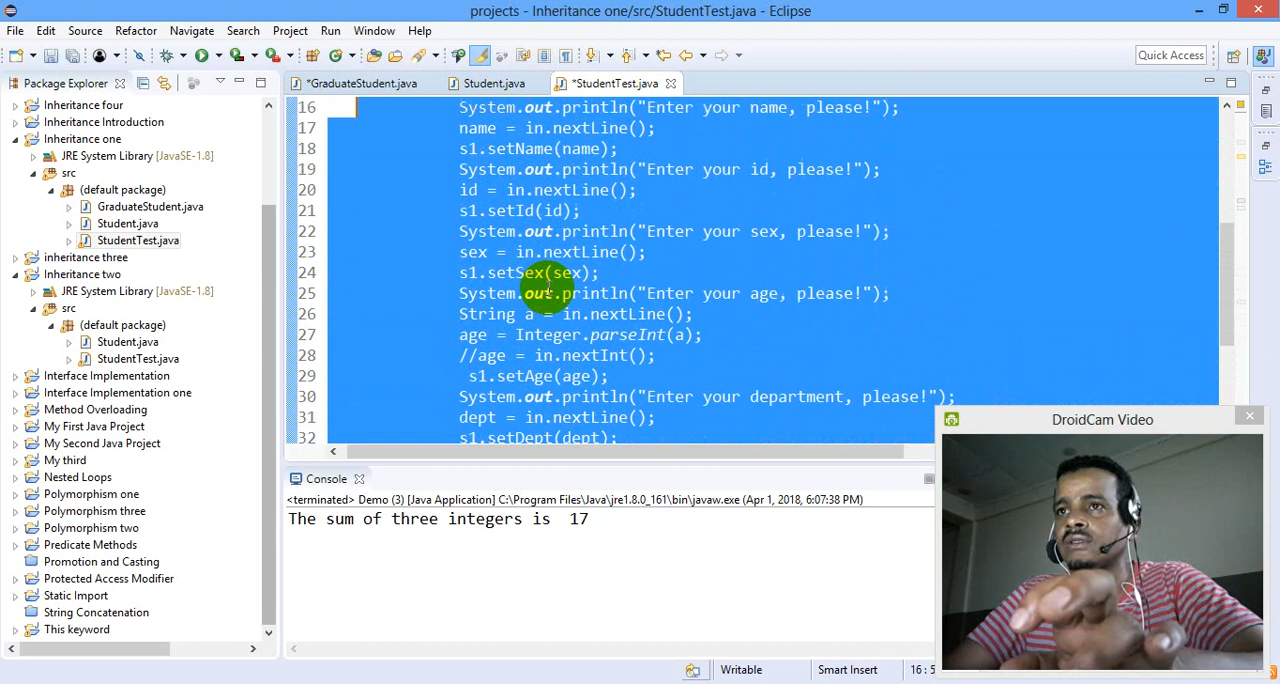 projects - Inheritance one/src/StudentTest.java - Eclipse
File Edit Source Refactor Navigate Search Project Run Window Help
Quick Access
Package Explorer
*GraduateStudent.java
Student.java
*StudentTest.java
Inheritance four
Inheritance Introduction
Inheritance one
JRE System Library [JavaSE-1.8]
src
(default package)
GraduateStudent.java
Student.java
StudentTest.java
inheritance three
Inheritance two
JRE System Library [JavaSE-1.8]
src
(default package)
Student.java
StudentTest.java
Interface Implementation
Interface Implementation one
Method Overloading
My First Java Project
My Second Java Project
My third
Nested Loops
Polymorphism one
Polymorphism three
Polymorphism two
Predicate Methods
Promotion and Casting
Protected Access Modifier
Static Import
String Concatenation
This keyword
16 System.out.println("Enter your name, please!");
17 name = in.nextLine();
18 s1.setName(name);
19 System.out.println("Enter your id, please!");
20 id = in.nextLine();
21 s1.setId(id);
22 System.out.println("Enter your sex, please!");
23 sex = in.nextLine();
24 s1.setSex(sex);
25 System.out.println("Enter your age, please!");
26 String a = in.nextLine();
27 age = Integer.parseInt(a);
28 //age = in.nextInt();
29 s1.setAge(age);
30 System.out.println("Enter your department, please!");
31 dept = in.nextLine();
32 s1.setDept(dept);
Console
<terminated> Demo (3) [Java Application] C:\Program Files\Java\jre1.8.0_161\bin\javaw.exe (Apr 1, 2018, 6:07:38 PM)
The sum of three integers is 17
DroidCam Video
Writable
Smart Insert
16 : 5